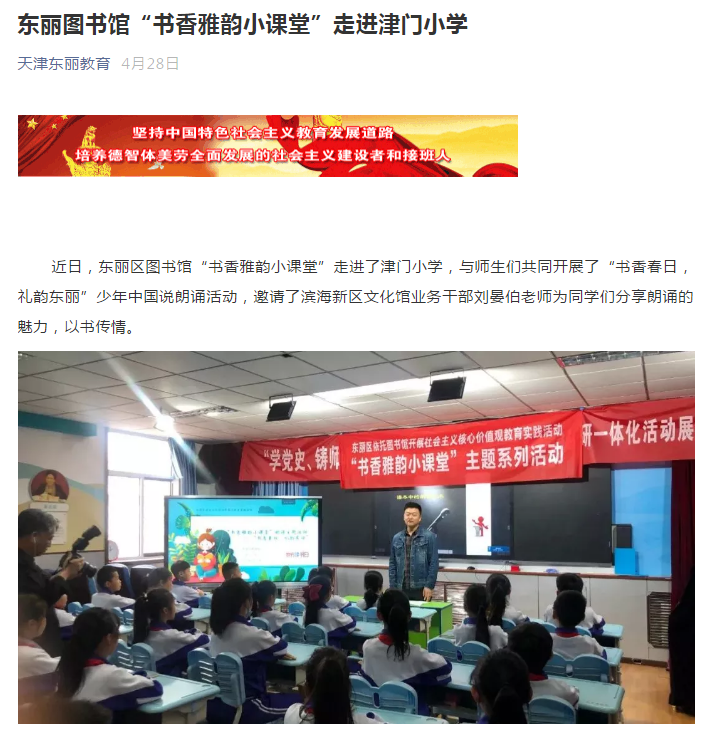 东丽图书馆“书香雅韵小课堂”走进津门小学
天津东丽教育 4月28日
坚持中国特色社会主义教育发展道路
培养德智体美劳全面发展的社会主义建设者和接班人
近日，东丽区图书馆“书香雅韵小课堂”走进了津门小学，与师生们共同开展了“书香春日，
礼韵东丽”少年中国说朗诵活动，邀请了滨海新区文化馆业务干部刘晏伯老师为同学们分享朗诵的
魅力，以书传情。
东丽区依托图书馆开展社会主义核心价值观教育实践活动
“书香雅韵小课堂”主题系列活动
“学党史、铸师
研一体化活动展